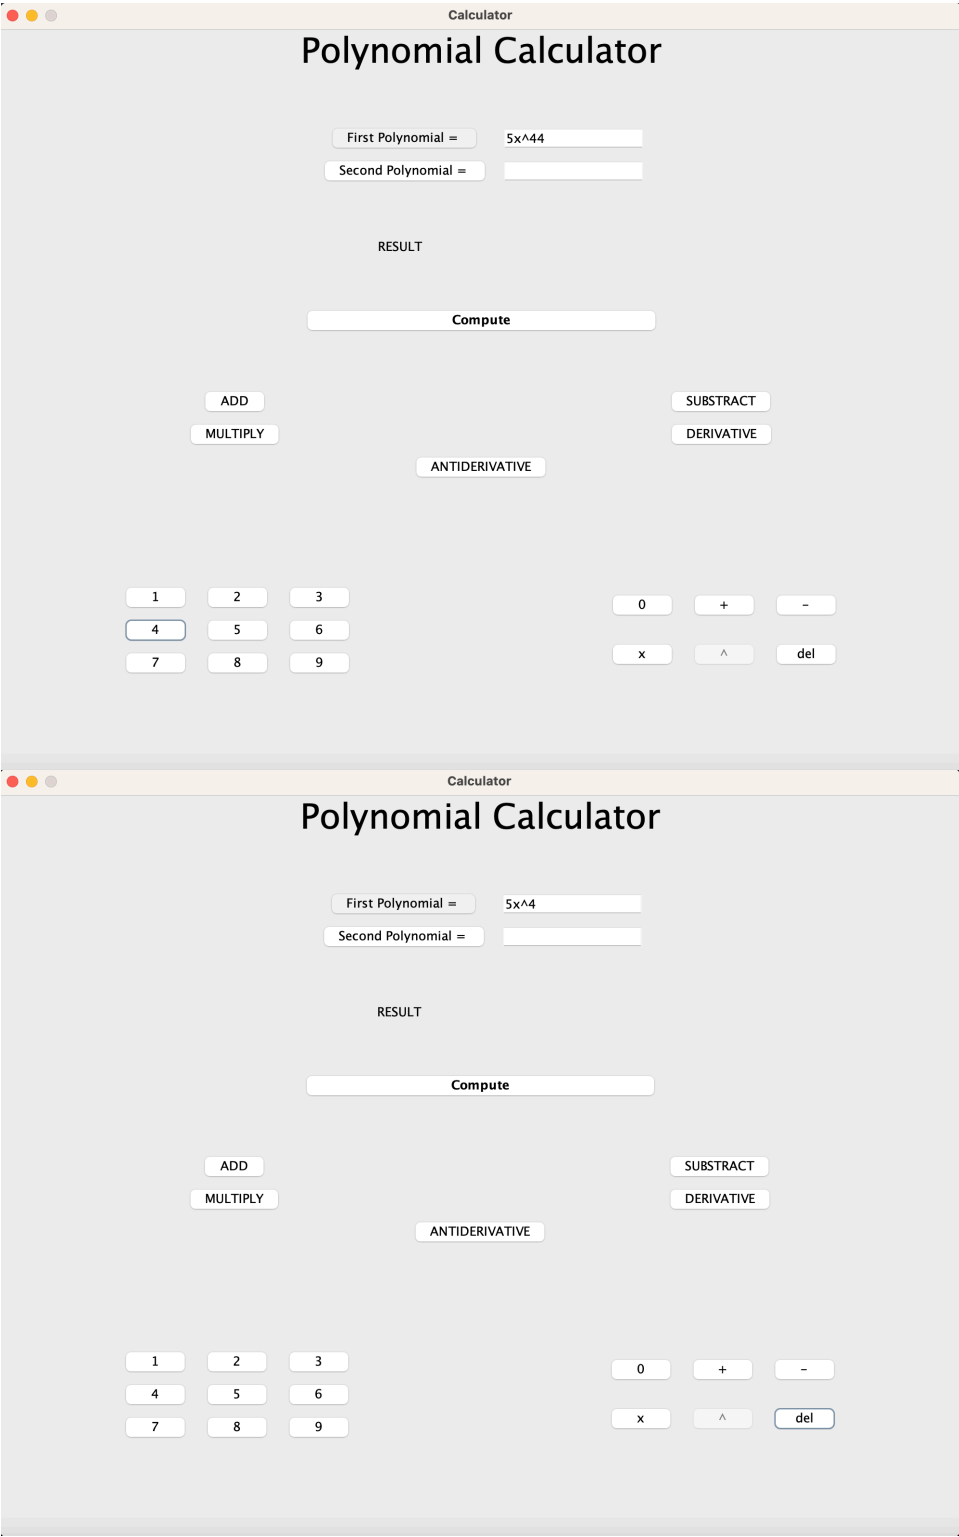 Calculator
Polynomial Calculator
First Polynomial = 5x^44
Second Polynomial =
RESULT
Compute
ADD SUBSTRACT
MULTIPLY DERIVATIVE
ANTIDERIVATIVE
1 2 3
0 + -
4 5 6
x ^ del
7 8 9
Calculator
Polynomial Calculator
First Polynomial = 5x^4
Second Polynomial =
RESULT
Compute
ADD SUBSTRACT
MULTIPLY DERIVATIVE
ANTIDERIVATIVE
1 2 3
0 + -
4 5 6
x ^ del
7 8 9